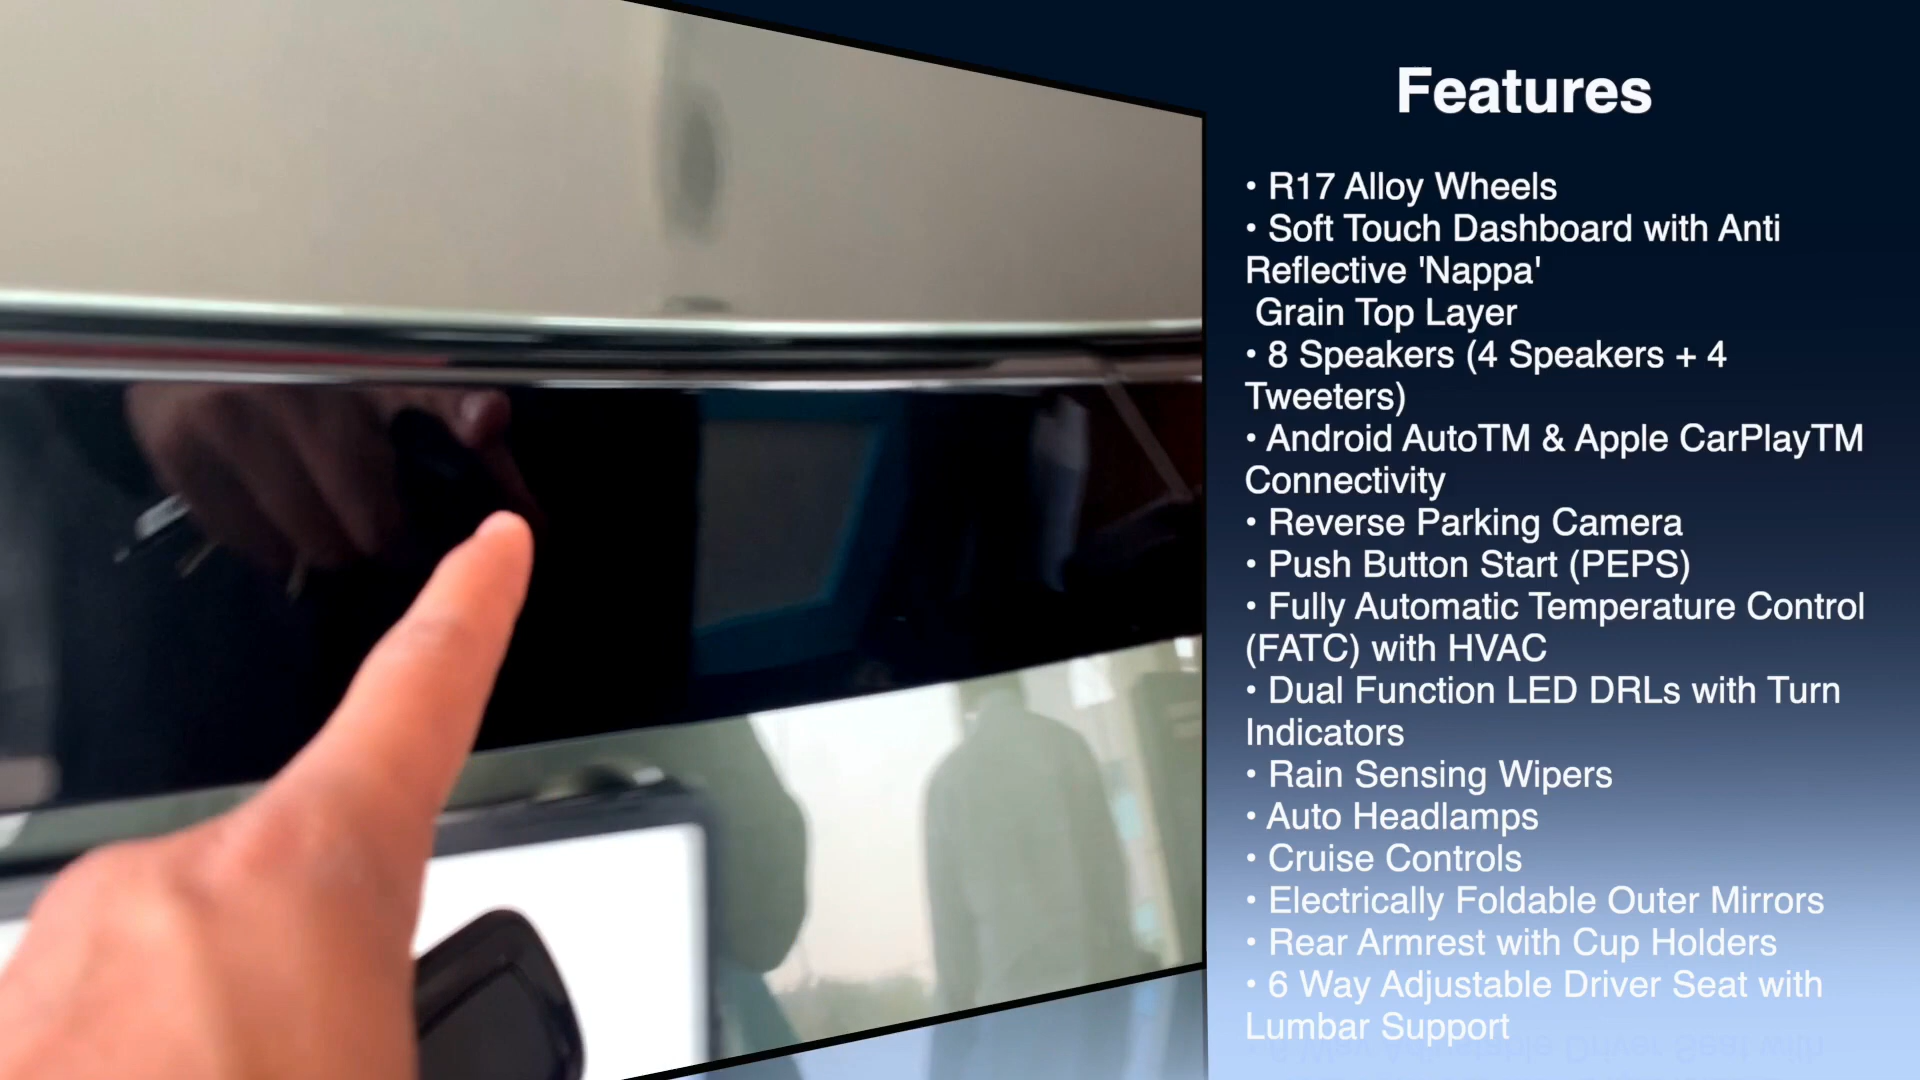 Features
• R17 Alloy Wheels
• Soft Touch Dashboard with Anti
Reflective 'Nappa'
Grain Top Layer
• 8 Speakers (4 Speakers + 4
Tweeters)
• Android AutoTM & Apple CarPlayTM
Connectivity
• Reverse Parking Camera
• Push Button Start (PEPS)
• Fully Automatic Temperature Control
(FATC) with HVAC
• Dual Function LED DRLs with Turn
Indicators
• Rain Sensing Wipers
• Auto Headlamps
• Cruise Controls
• Electrically Foldable Outer Mirrors
• Rear Armrest with Cup Holders
• 6 Way Adjustable Driver Seat with
Lumbar Support